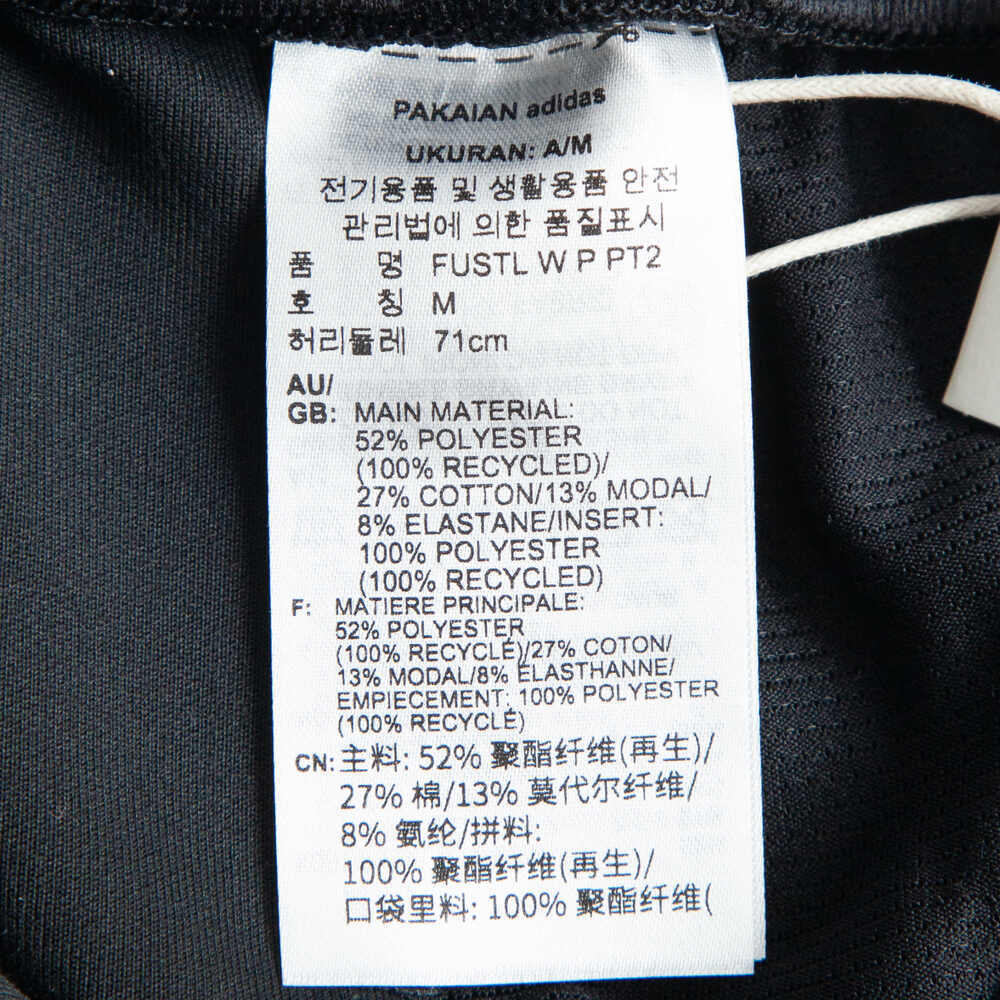 PAKAIAN adidas
UKURAN: A/M
전기용품 및 생활용품 안전
관리법에 의한 품질표시
품 명 FUSTL W P PT2
호 칭 M
허리둘레 71cm
AU/
GB: MAIN MATERIAL:
52% POLYESTER
(100% RECYCLED)/
27% COTTON/13% MODAL/
8% ELASTANE/INSERT:
100% POLYESTER
(100% RECYCLED)
F: MATIERE PRINCIPALE:
52% POLYESTER
(100% RECYCLÉ)/27% COTON/
13% MODAL/8% ÉLASTHANNE/
EMPIECEMENT: 100% POLYESTER
(100% RECYCLÉ)
CN: 主料: 52% 聚酯纤维(再生)/
27% 棉/13% 莫代尔纤维/
8% 氨纶/拼料:
100% 聚酯纤维(再生)/
口袋里料: 100% 聚酯纤维(